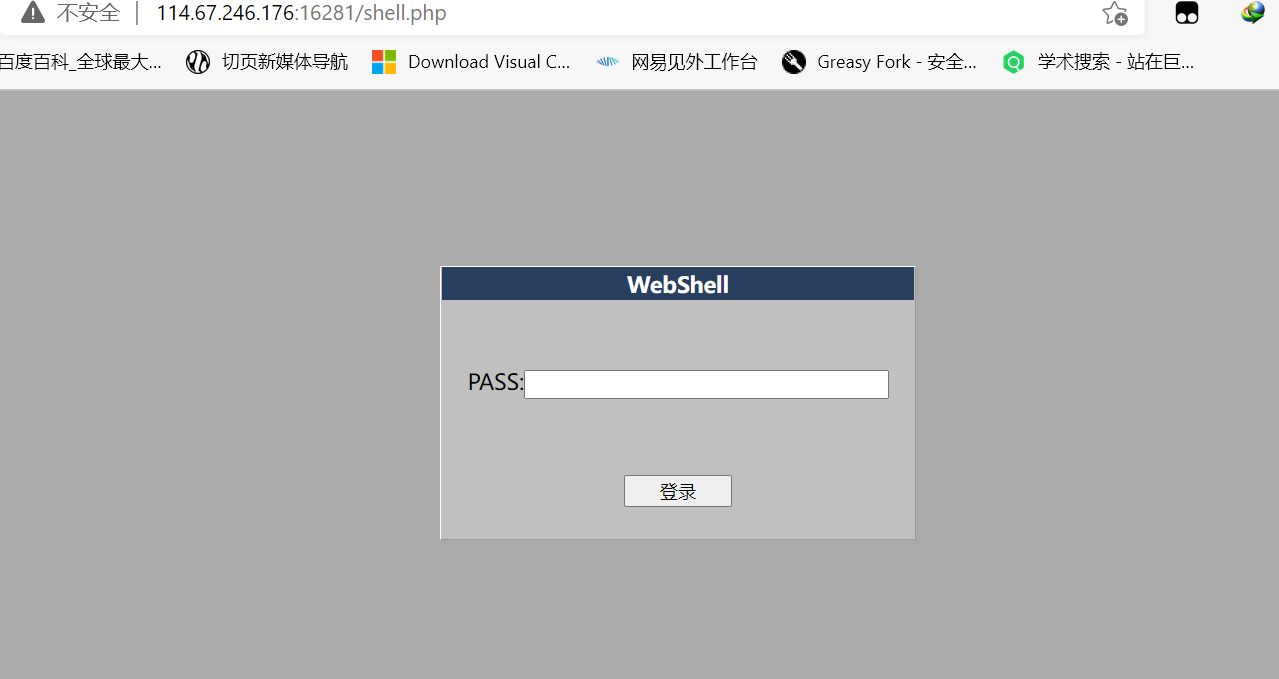 不安全 114.67.246.176:16281/shell.php
百度百科_全球最大... 切页新媒体导航 Download Visual C... 网易见外工作台 Greasy Fork - 安全... 学术搜索 - 站在巨...
WebShell
PASS:
登录